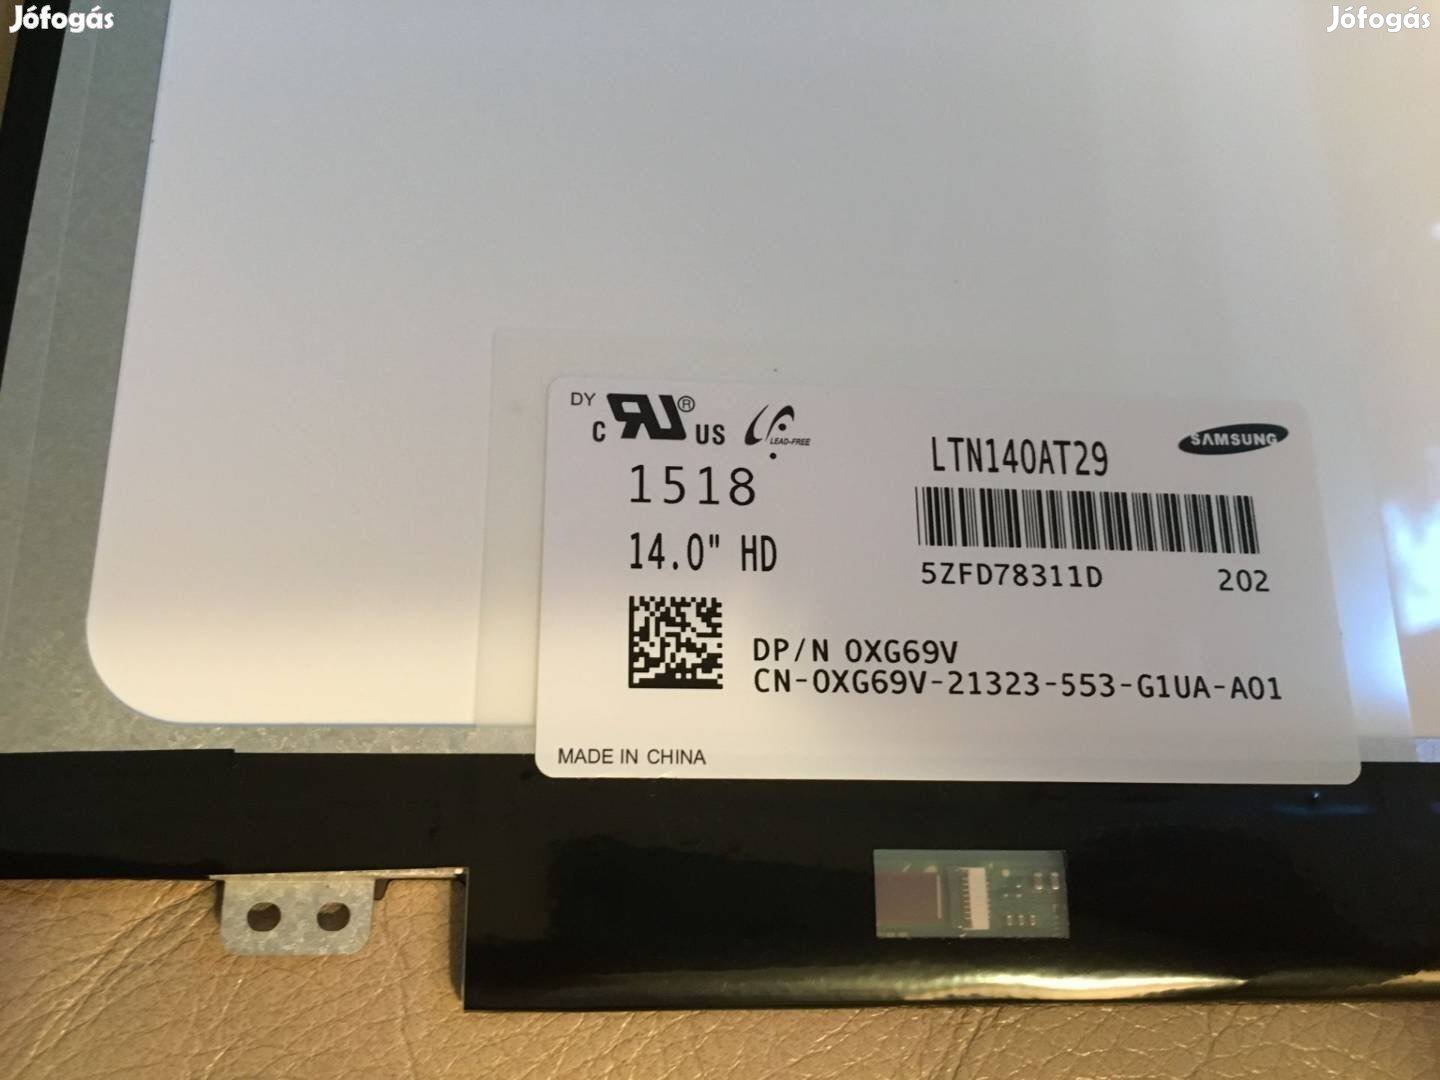 Jófogás
Jófogás
DY
C RU® US
LEAD-FREE
1518
14.0" HD
LTN140AT29
SAMSUNG
5ZFD78311D 202
DP/N 0XG69V
CN-0XG69V-21323-553-G1UA-A01
MADE IN CHINA